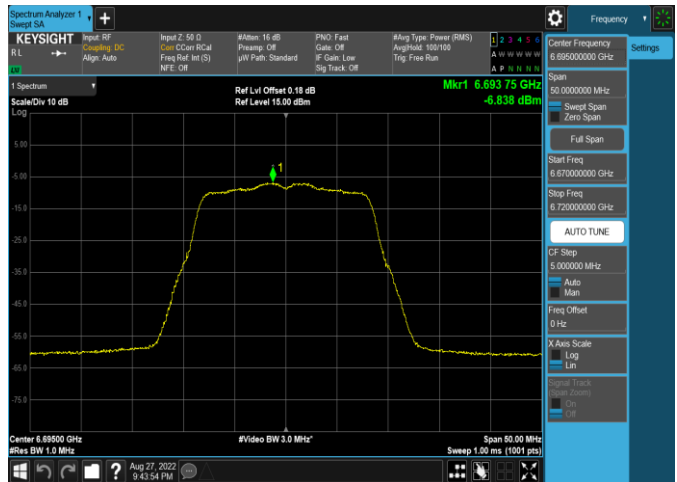 Spectrum Analyzer 1
Swept SA
Frequency
KEYSIGHT
RL
LV
Input: RF
Coupling: DC
Align: Auto
Input Z: 50 Ω
Corr CCorr RCal
Freq Ref: Int (S)
NFE: Off
#Atten: 16 dB
Preamp: Off
µW Path: Standard
PNO: Fast
Gate: Off
IF Gain: Low
Sig Track: Off
#Avg Type: Power (RMS)
Avg|Hold: 100/100
Trig: Free Run
1 2 3 4 5 6
A W W W W W
A P N N N N
1 Spectrum
Scale/Div 10 dB
Log
Ref Lvl Offset 0.18 dB
Ref Level 15.00 dBm
Mkr1 6.693 75 GHz
-6.838 dBm
1
5.00
-5.00
-15.0
-25.0
-35.0
-45.0
-55.0
-65.0
-75.0
Center 6.69500 GHz
#Res BW 1.0 MHz
#Video BW 3.0 MHz*
Span 50.00 MHz
Sweep 1.00 ms (1001 pts)
Aug 27, 2022
9:43:54 PM
Settings
Center Frequency
6.695000000 GHz
Span
50.0000000 MHz
Swept Span
Zero Span
Full Span
Start Freq
6.670000000 GHz
Stop Freq
6.720000000 GHz
AUTO TUNE
CF Step
5.000000 MHz
Auto
Man
Freq Offset
0 Hz
X Axis Scale
Log
Lin
Signal Track
(Span Zoom)
On
Off